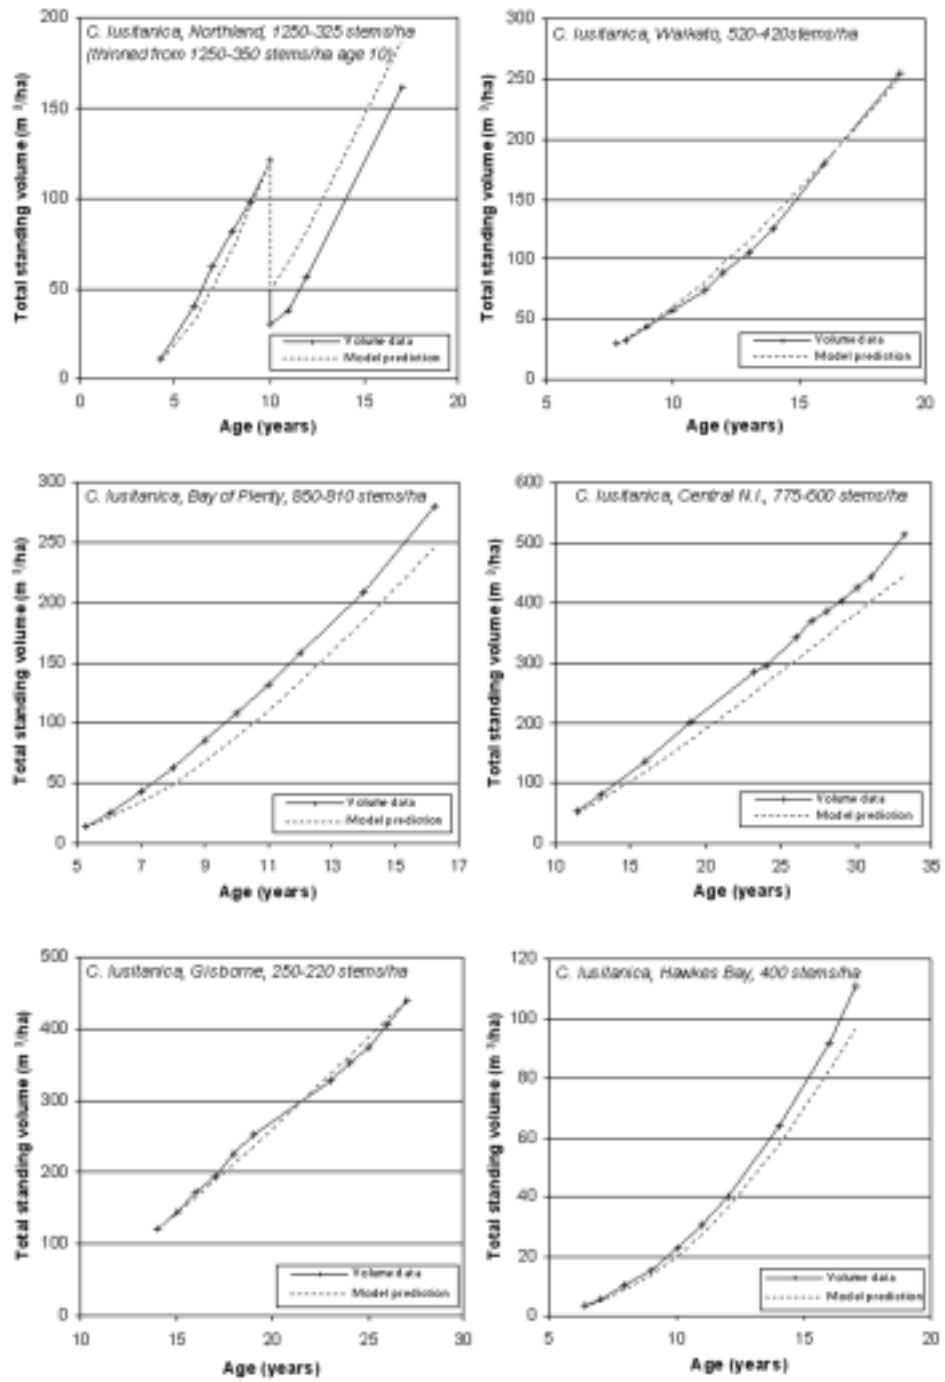 C. lusitanica, Northland, 1250-325 stems/ha
(thinned from 1250-350 stems/ha age 10)
Total standing volume (m³/ha)
200
150
100
50
0
Volume data
Model prediction
0 5 10 15 20
Age (years)
C. lusitanica, Waikato, 520-420stems/ha
Total standing volume (m³/ha)
300
250
200
150
100
50
0
Volume data
Model prediction
5 10 15 20
Age (years)
C. lusitanica, Bay of Plenty, 850-810 stems/ha
Total standing volume (m³/ha)
300
250
200
150
100
50
0
Volume data
Model prediction
5 7 9 11 13 15 17
Age (years)
C. lusitanica, Central N.I., 775-600 stems/ha
Total standing volume (m³/ha)
600
500
400
300
200
100
0
Volume data
Model prediction
10 15 20 25 30 35
Age (years)
C. lusitanica, Gisborne, 250-220 stems/ha
Total standing volume (m³/ha)
500
400
300
200
100
0
Volume data
Model prediction
10 15 20 25 30
Age (years)
C. lusitanica, Hawkes Bay, 400 stems/ha
Total standing volume (m³/ha)
120
100
80
60
40
20
0
Volume data
Model prediction
5 10 15 20
Age (years)